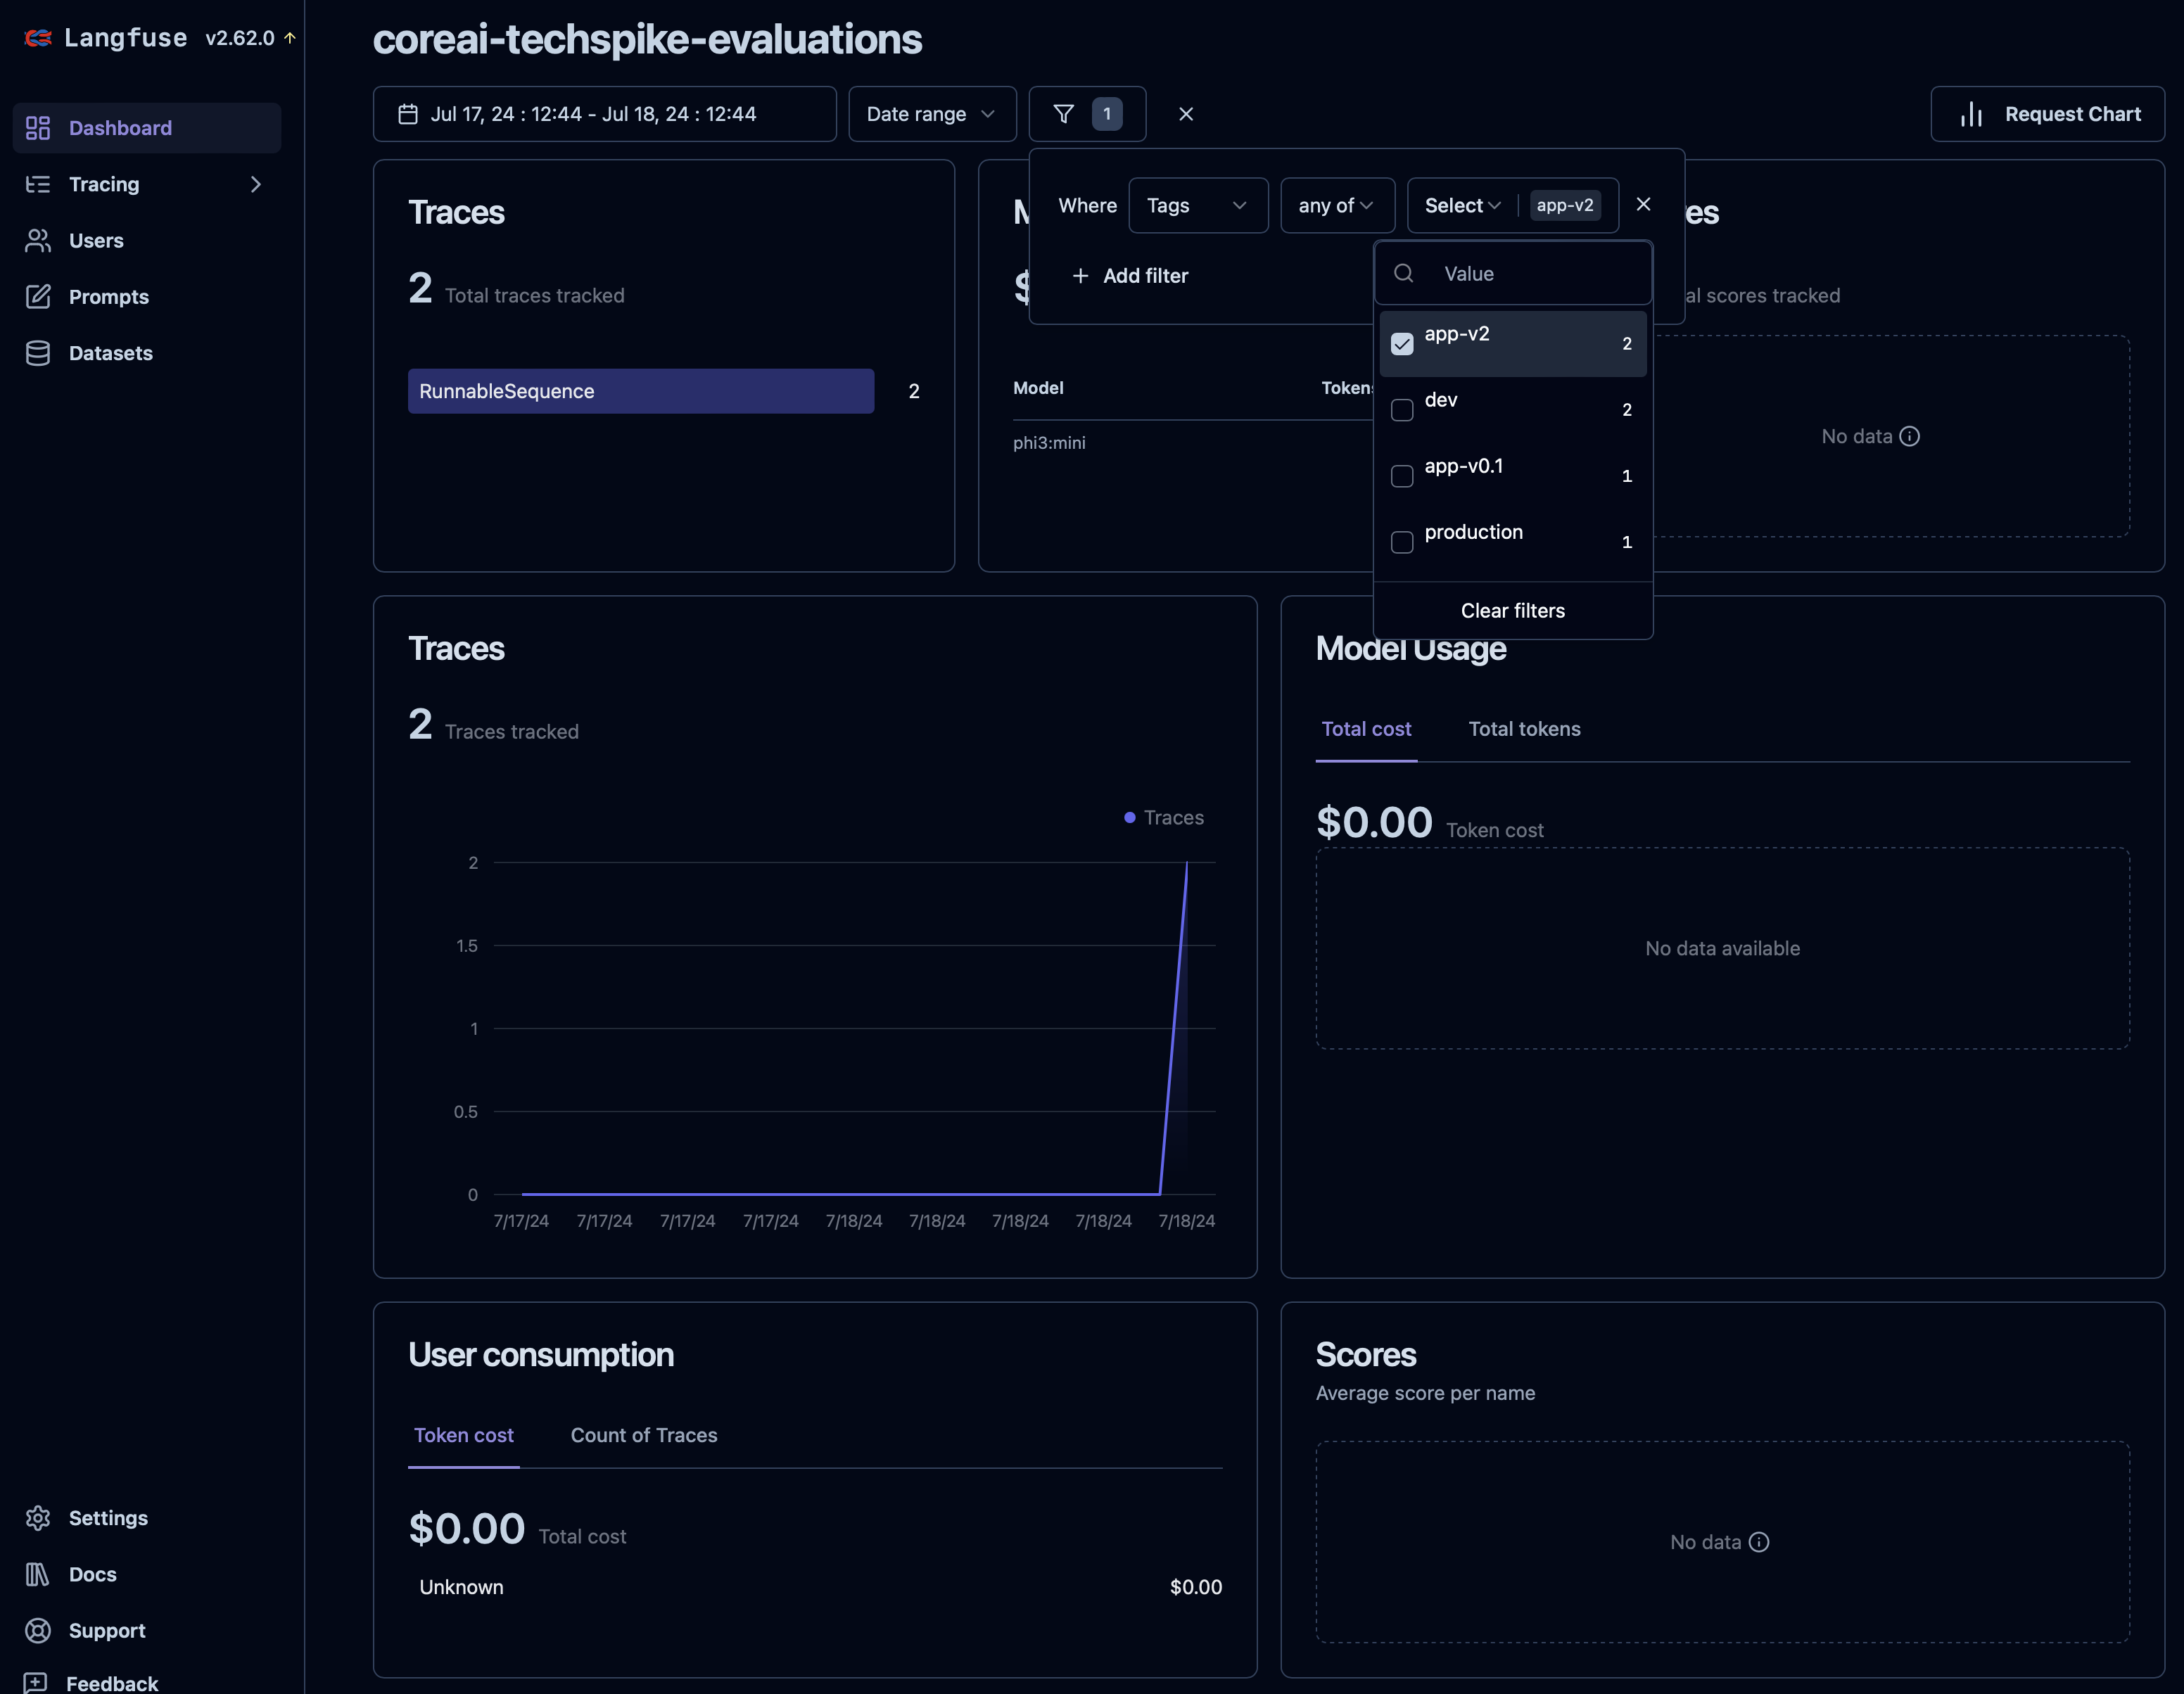 Langfuse v2.62.0
Dashboard
Tracing
Users
Prompts
Datasets
Settings
Docs
Support
Feedback
coreai-techspike-evaluations
Jul 17, 24 : 12:44 - Jul 18, 24 : 12:44
Date range
1
Request Chart
Where Tags any of Select app-v2
Add filter
Value
app-v2 2
dev 2
app-v0.1 1
production 1
Clear filters
Traces
2 Total traces tracked
RunnableSequence 2
$
Model
phi3:mini
scores tracked
No data
Traces
2 Traces tracked
Traces
2
1.5
1
0.5
0
7/17/24 7/17/24 7/17/24 7/17/24 7/18/24 7/18/24 7/18/24 7/18/24 7/18/24
Model Usage
Total cost Total tokens
$0.00 Token cost
No data available
User consumption
Token cost Count of Traces
$0.00 Total cost
Unknown $0.00
Scores
Average score per name
No data